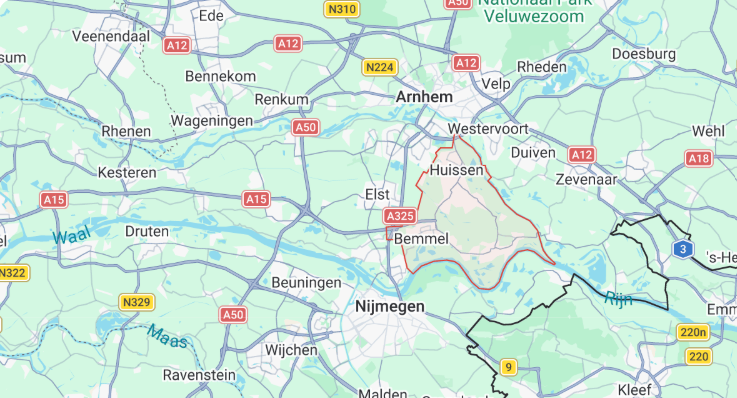 Nationaal Park
Veluwezoom
N310
A50
Ede
Veenendaal
A12
A12
Doesburg
N224
A12
Rheden
Bennekom
Velp
Renkum
Arnhem
Wageningen
A50
Westervoort
Rhenen
Wehl
Duiven
A12
A18
Kesteren
Huissen
Zevenaar
A15
A15
Elst
A325
Waal
Druten
Bemmel
3
's-He
N322
Beuningen
Rijn
N329
Nijmegen
Emm
A50
Maas
220n
Wijchen
220
9
Ravenstein
Malden
Kleef